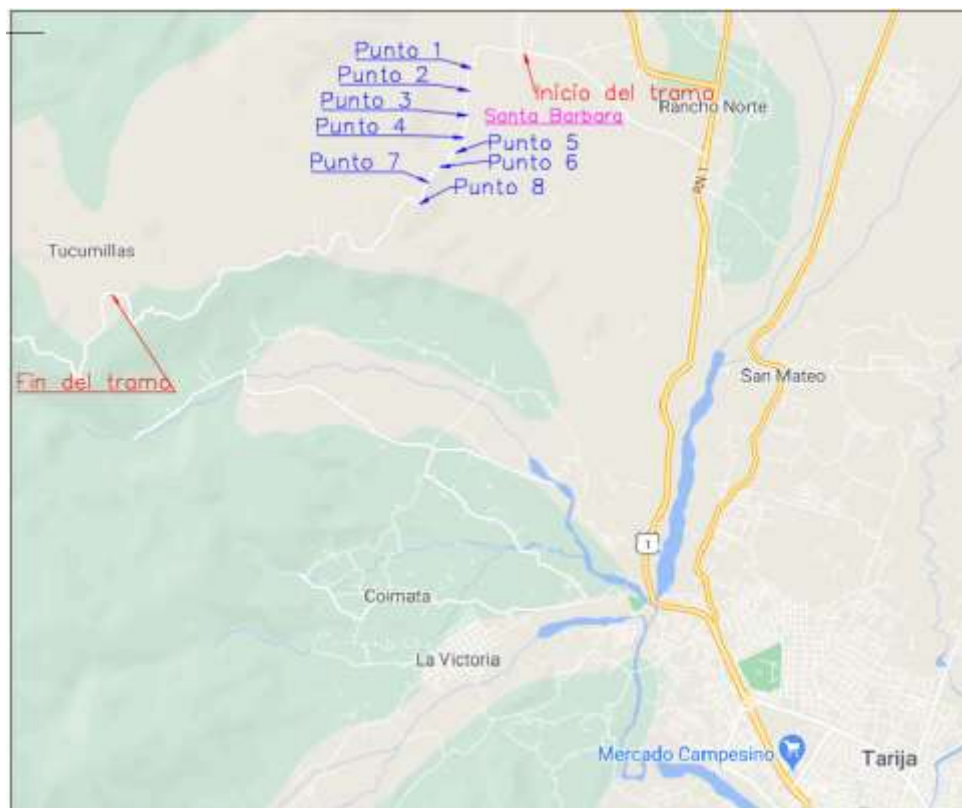 Punto 1
Punto 2
Inicio del tramo
Punto 3
Rancho Norte
Santa Barbara
Punto 4
Punto 5
Punto 7
Punto 6
Punto 8
Tucumillas
San Mateo
Fin del tramo
1
Coimata
La Victoria
Mercado Campesino
Tarija